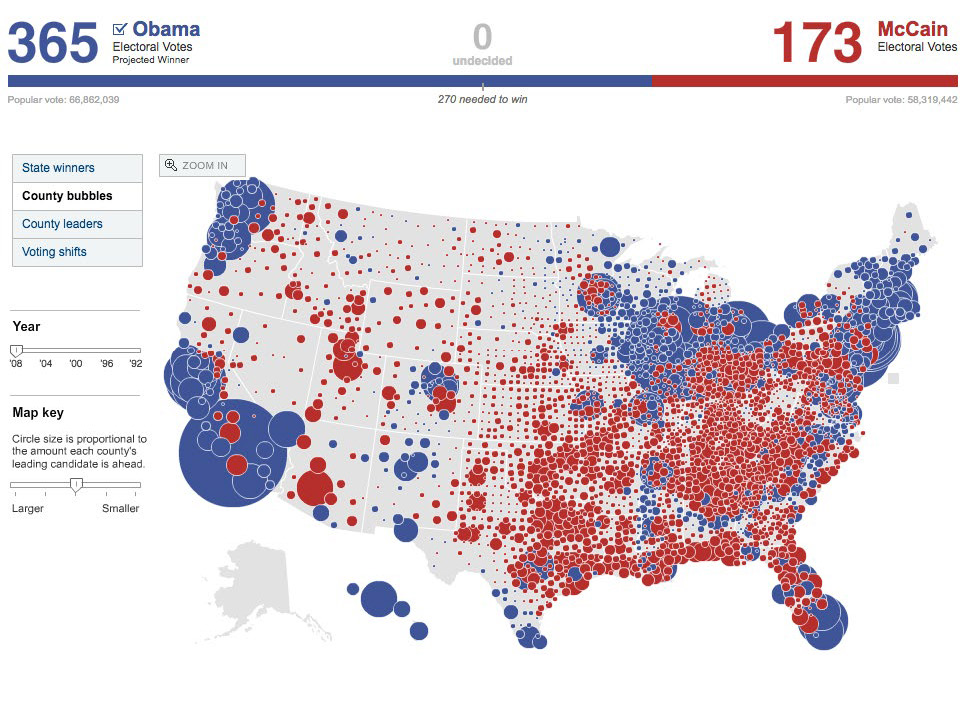 365
Obama
Electoral Votes
Projected Winner
0
undecided
173
McCain
Electoral Votes
Popular vote: 66,862,039
270 needed to win
Popular vote: 58,319,442
State winners
County bubbles
County leaders
Voting shifts
ZOOM IN
Year
'08 '04 '00 '96 '92
Map key
Circle size is proportional to
the amount each county's
leading candidate is ahead.
Larger Smaller